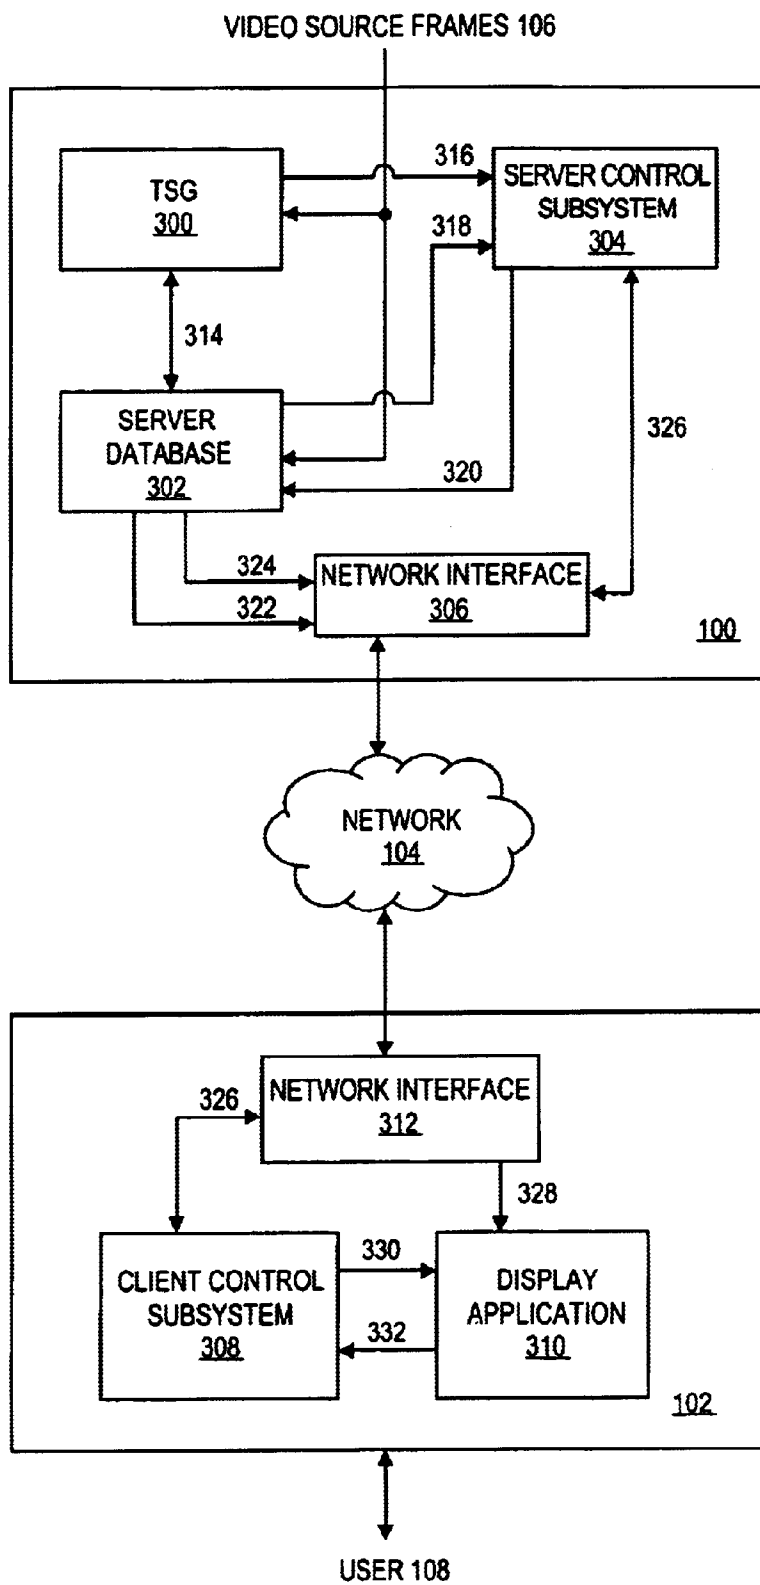 VIDEO SOURCE FRAMES 106
TSG
300
316
SERVER CONTROL
SUBSYSTEM
304
318
314
SERVER
DATABASE
302
320
326
324
322
NETWORK INTERFACE
306
100
NETWORK
104
NETWORK INTERFACE
312
326
328
CLIENT CONTROL
SUBSYSTEM
308
330
332
DISPLAY
APPLICATION
310
102
USER 108